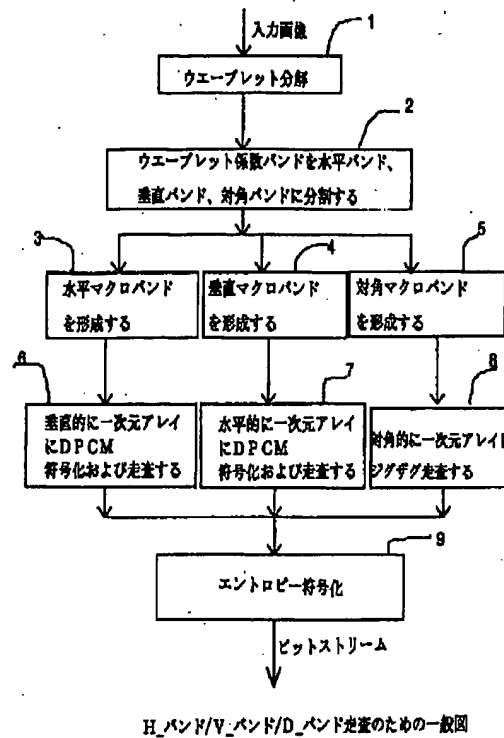 入力画像
1
ウエーブレット分解
2
ウエーブレット係数バンドを水平バンド、
垂直バンド、対角バンドに分割する
3
4
5
水平マクロバンド
を形成する
垂直マクロバンド
を形成する
対角マクロバンド
を形成する
6
7
8
垂直的に一次元アレイ
にDPCM
符号化および走査する
水平的に一次元アレイ
にDPCM
符号化および走査する
対角的に一次元アレイに
ジグザグ走査する
9
エントロピー符号化
ビットストリーム
H_バンド/V_バンド/D_バンド走査のための一般図